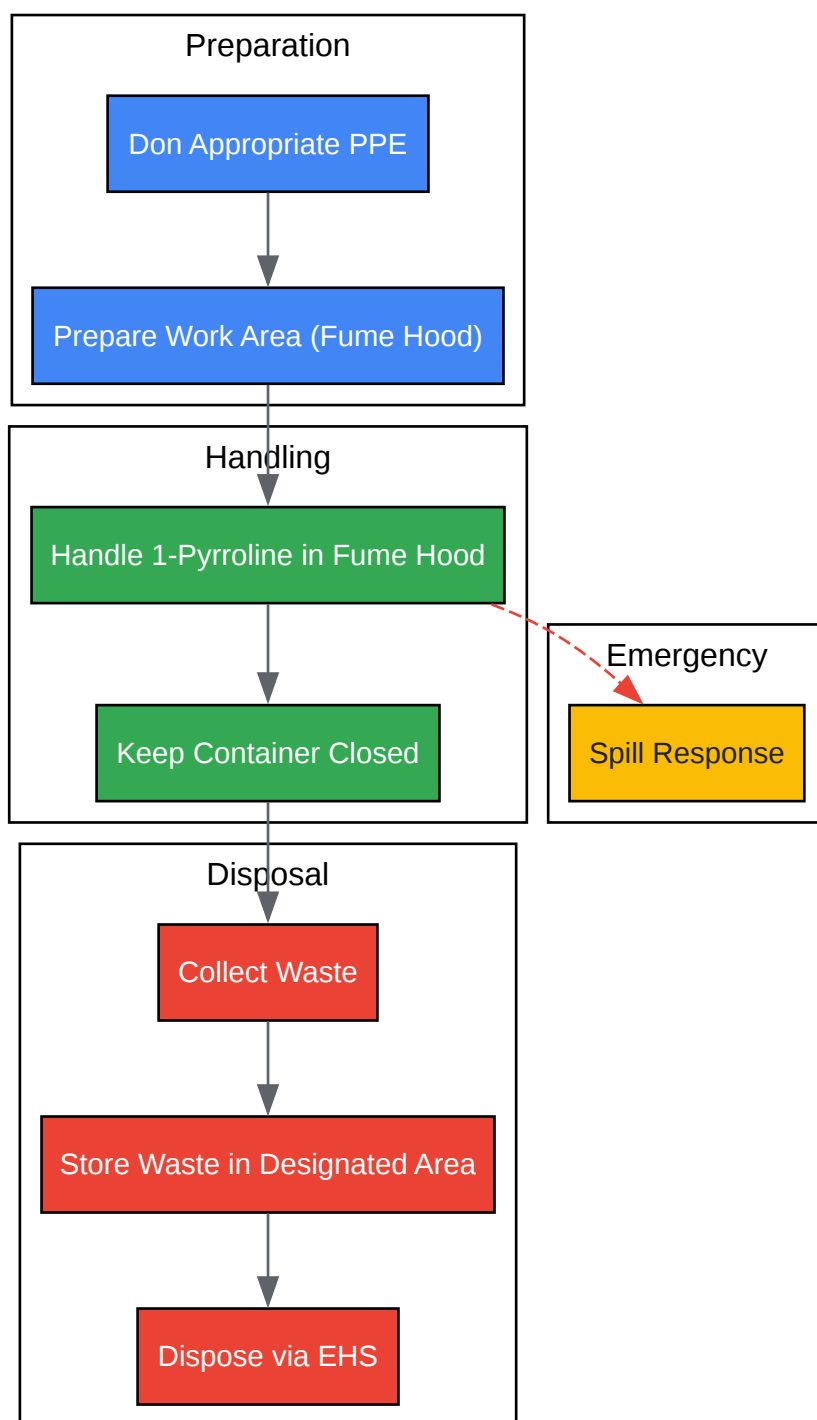 Preparation
Don Appropriate PPE
Prepare Work Area (Fume Hood)
Handling
Handle 1-Pyrroline in Fume Hood
Keep Container Closed
Emergency
Spill Response
Disposal
Collect Waste
Store Waste in Designated Area
Dispose via EHS